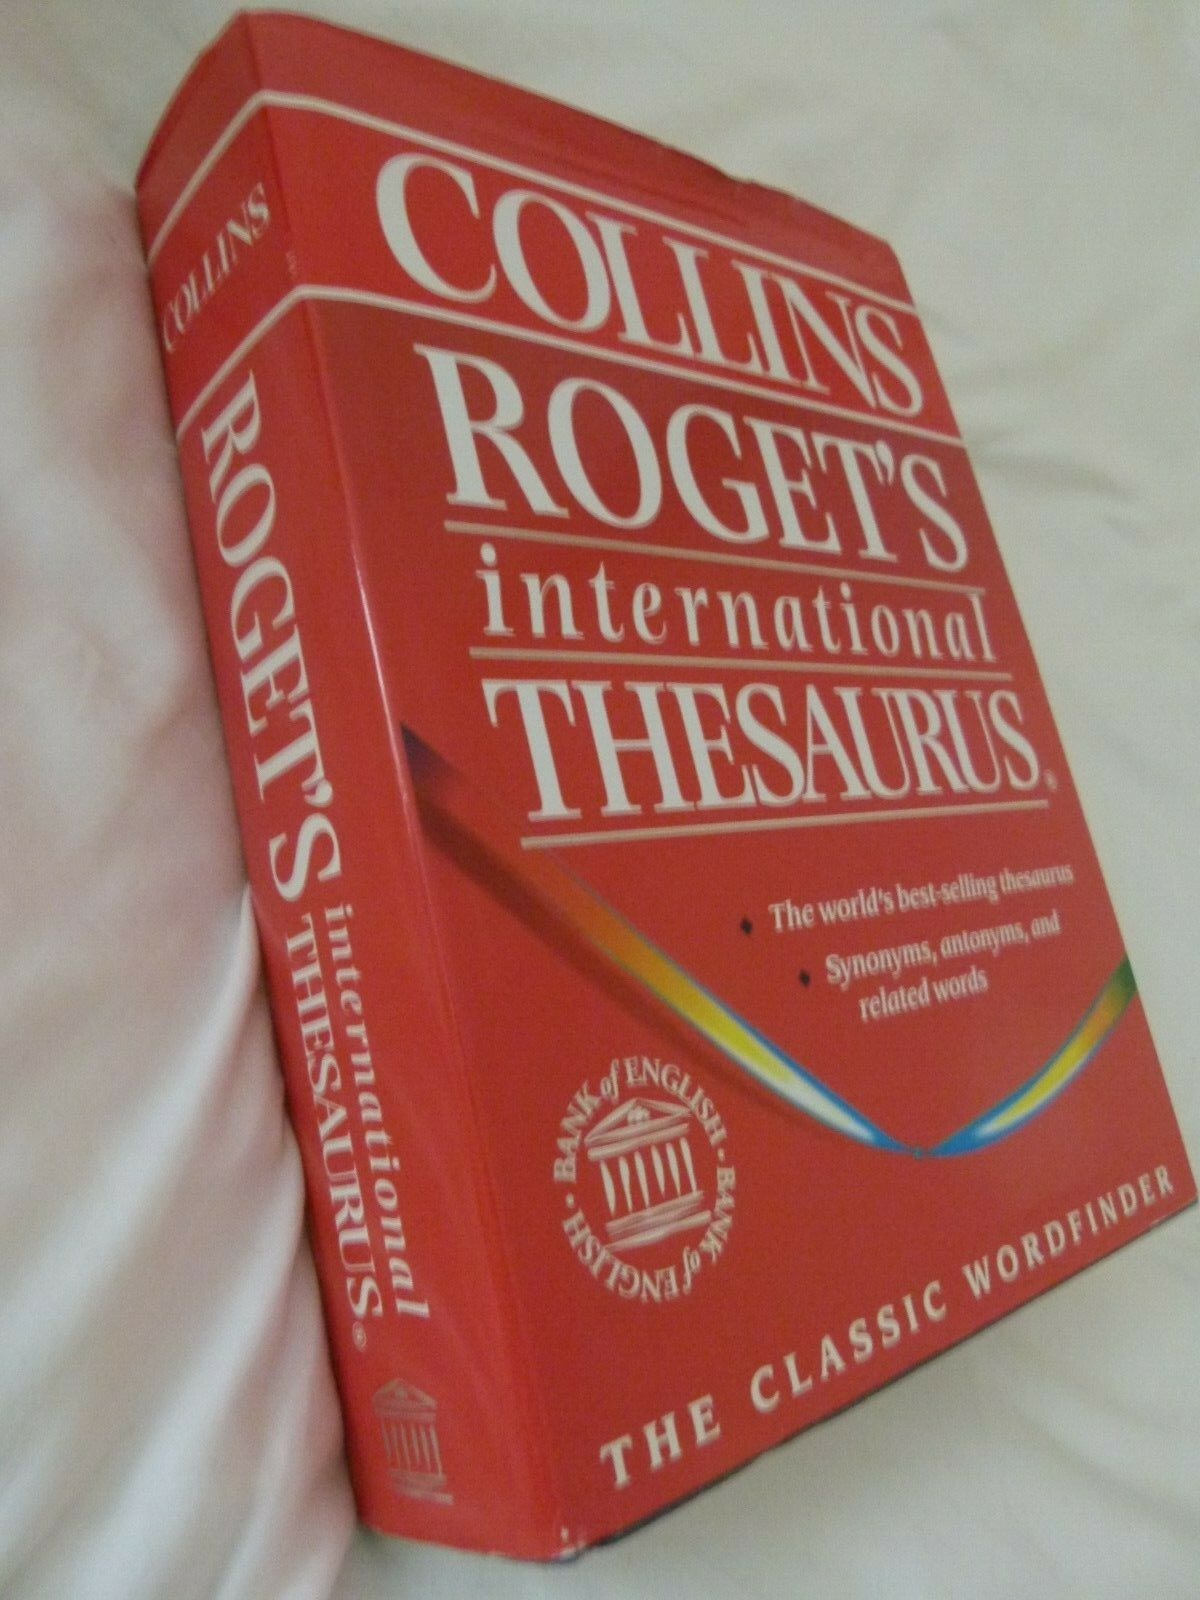 COLLINS
ROGET'S
international
THESAURUS®
♦ The world's best-selling thesaurus
♦ Synonyms, antonyms, and
related words
BANK of ENGLISH · BANK of ENGLISH ·
THE CLASSIC WORDFINDER
COLLINS
ROGET'S international THESAURUS®